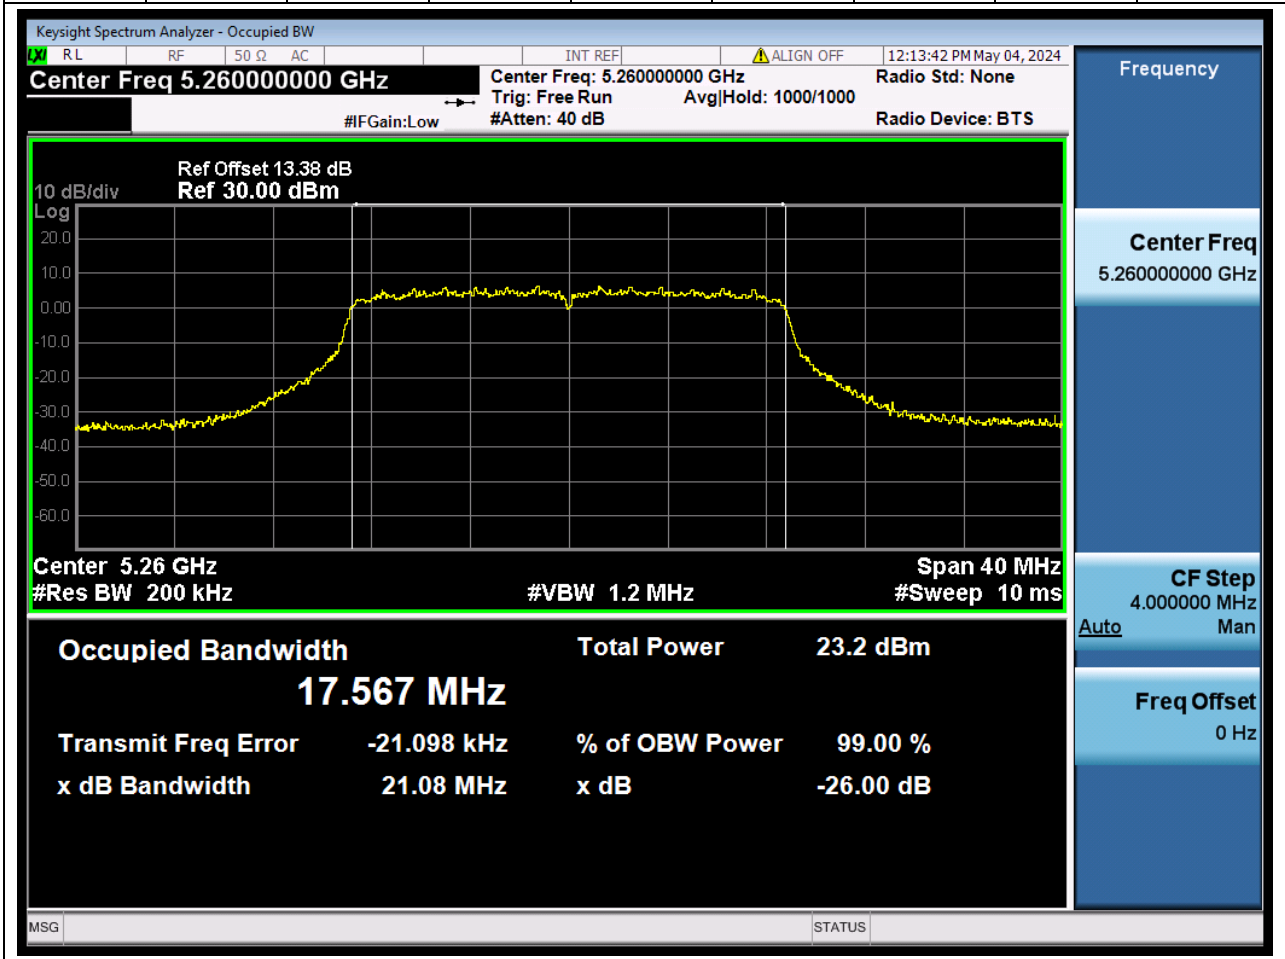 Keysight Spectrum Analyzer - Occupied BW
LXI RL RF 50 Ω AC INT REF ALIGN OFF 12:13:42 PM May 04, 2024
Center Freq 5.260000000 GHz
#IFGain:Low
Center Freq: 5.260000000 GHz
Trig: Free Run Avg|Hold: 1000/1000
#Atten: 40 dB
Radio Std: None
Radio Device: BTS
Ref Offset 13.38 dB
10 dB/div Ref 30.00 dBm
Log
20.0
10.0
0.00
-10.0
-20.0
-30.0
-40.0
-50.0
-60.0
Center 5.26 GHz Span 40 MHz
#Res BW 200 kHz #VBW 1.2 MHz #Sweep 10 ms
Occupied Bandwidth Total Power 23.2 dBm
17.567 MHz
Transmit Freq Error -21.098 kHz % of OBW Power 99.00 %
x dB Bandwidth 21.08 MHz x dB -26.00 dB
MSG STATUS
Frequency
Center Freq
5.260000000 GHz
CF Step
4.000000 MHz
Auto Man
Freq Offset
0 Hz